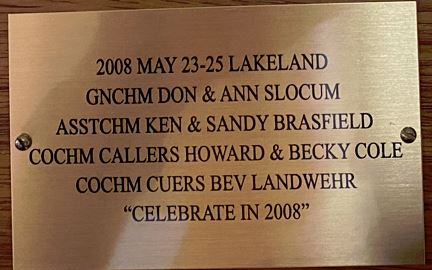 2008 MAY 23-25 LAKELAND
GNCHM DON & ANN SLOCUM
ASSTCHM KEN & SANDY BRASFIELD
COCHM CALLERS HOWARD & BECKY COLE
COCHM CUERS BEV LANDWEHR
“CELEBRATE IN 2008”